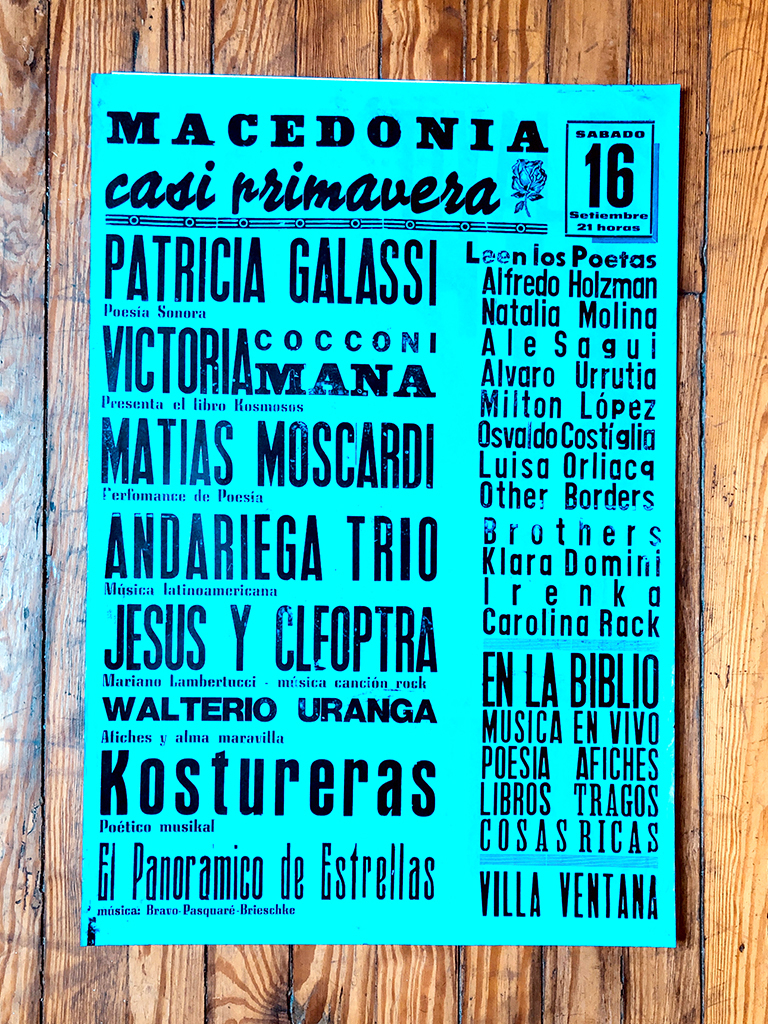 MACEDONIA
casi primavera
SABADO
16
Setiembre
21 horas
PATRICIA GALASSI
Poesía Sonora
VICTORIA COCCONI
MANA
Presenta el libro Kosmosos
MATIAS MOSCARDI
Perfomance de Poesía
ANDARIEGA TRIO
Música latinoamericana
JESUS Y CLEOPTRA
Mariano Lambertucci - música canción rock
WALTERIO URANGA
Afiches y alma maravilla
Kostureras
Poético musikal
El Panoramico de Estrellas
música: Bravo-Pasquaré-Brieschke
Leen los Poetas
Alfredo Holzman
Natalia Molina
Ale Sagui
Alvaro Urrutia
Milton López
Osvaldo Costiglia
Luisa Orliacq
Other Borders
Brothers
Klara Domini
Irenka
Carolina Rack
EN LA BIBLIO
MUSICA EN VIVO
POESIA AFICHES
LIBROS TRAGOS
COSAS RICAS
VILLA VENTANA